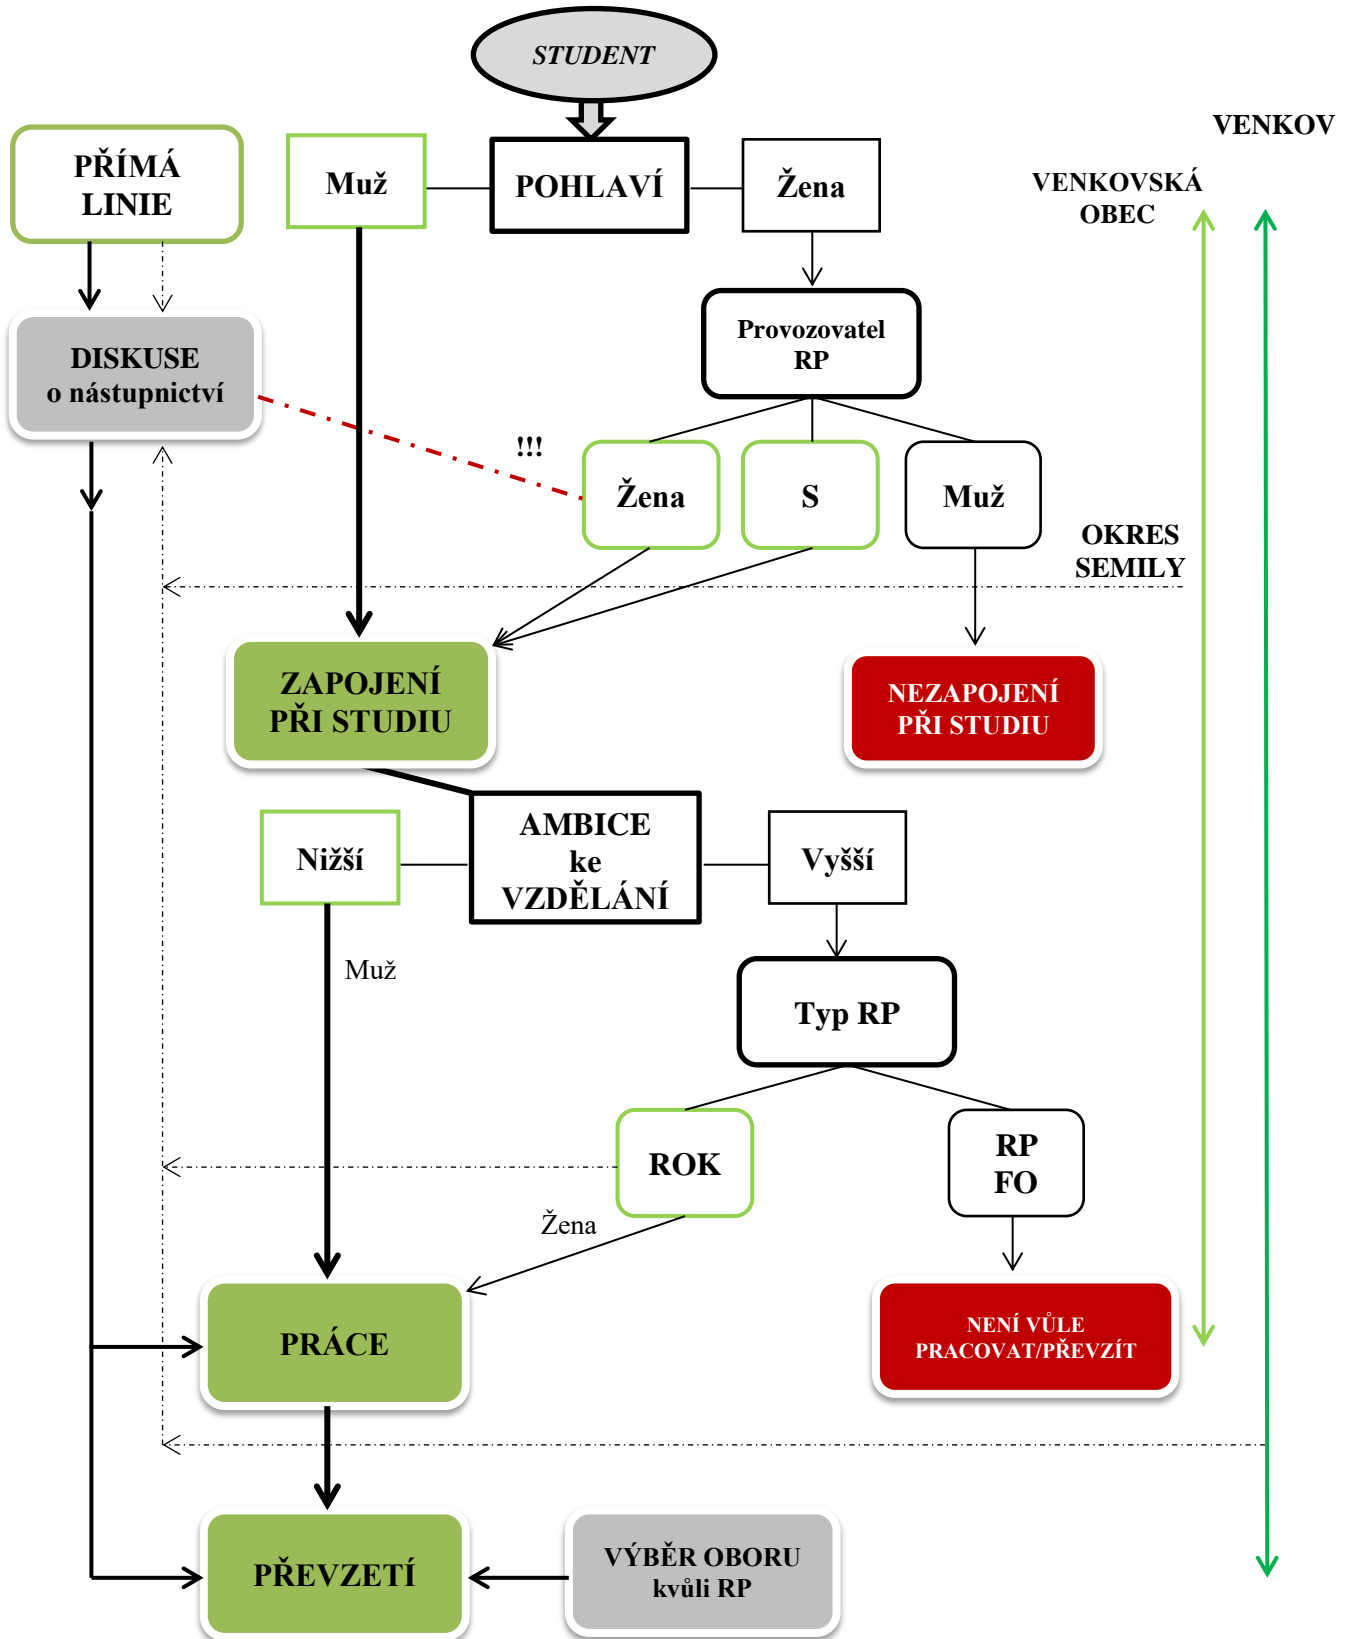 STUDENT
VENKOV
PŘÍMÁ
LINIE
Muž
POHLAVÍ
Žena
VENKOVSKÁ
OBEC
Provozovatel
RP
DISKUSE
o nástupnictví
!!!
Žena
S
Muž
OKRES
SEMILY
ZAPOJENÍ
PŘI STUDIU
NEZAPOJENÍ
PŘI STUDIU
Nižší
AMBICE
ke
VZDĚLÁNÍ
Vyšší
Muž
Typ RP
ROK
RP
FO
Žena
PRÁCE
NENÍ VŮLE
PRACOVAT/PŘEVZÍT
PŘEVZETÍ
VÝBĚR OBORU
kvůli RP